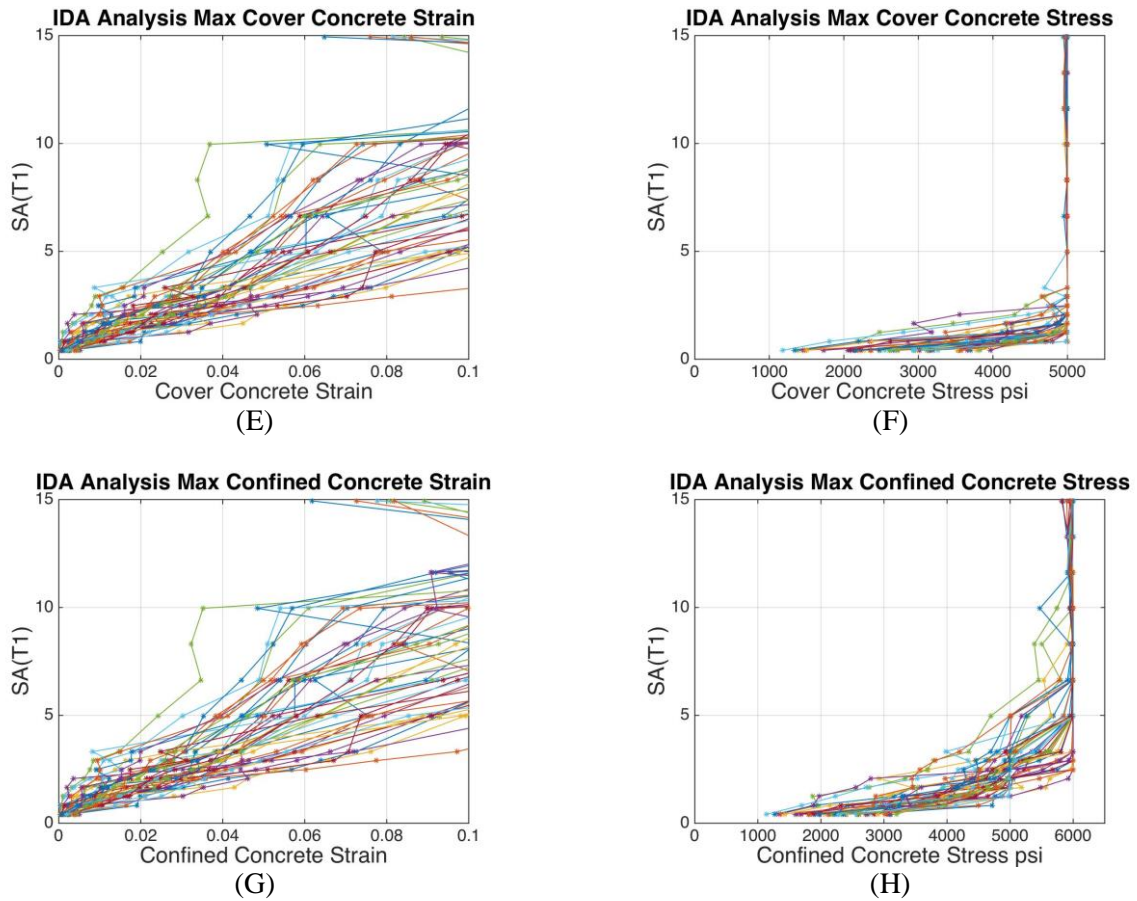 IDA Analysis Max Cover Concrete Strain
15
10
5
0
SA(T1)
0 0.02 0.04 0.06 0.08 0.1
Cover Concrete Strain
(E)
IDA Analysis Max Cover Concrete Stress
15
10
5
0
SA(T1)
0 1000 2000 3000 4000 5000
Cover Concrete Stress psi
(F)
IDA Analysis Max Confined Concrete Strain
15
10
5
0
SA(T1)
0 0.02 0.04 0.06 0.08 0.1
Confined Concrete Strain
(G)
IDA Analysis Max Confined Concrete Stress
15
10
5
0
SA(T1)
0 1000 2000 3000 4000 5000 6000
Confined Concrete Stress psi
(H)